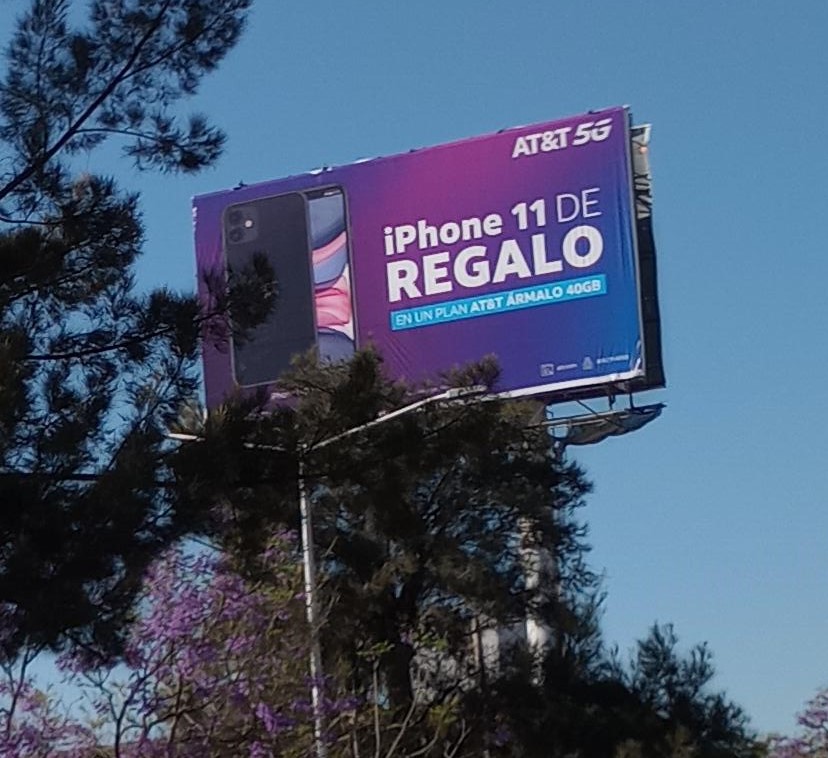 AT&T 5G
iPhone 11 DE
REGALO
EN UN PLAN AT&T ÁRMALO 40GB